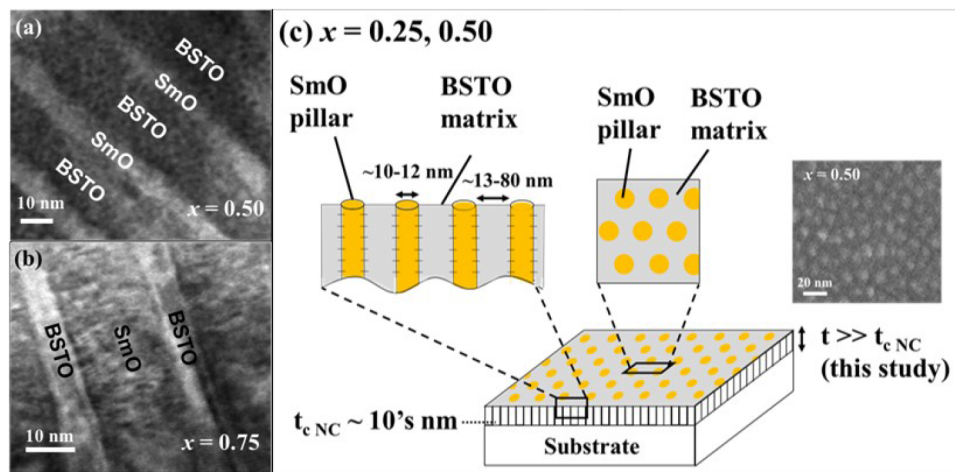 (a)
BSTO
SmO
BSTO
SmO
BSTO
10 nm
x = 0.50
(b)
BSTO
SmO
BSTO
10 nm
x = 0.75
(c) x = 0.25, 0.50
SmO
pillar
BSTO
matrix
~10-12 nm
~13-80 nm
SmO
pillar
BSTO
matrix
x = 0.50
20 nm
t >> tc NC
(this study)
tc NC ~ 10's nm
Substrate